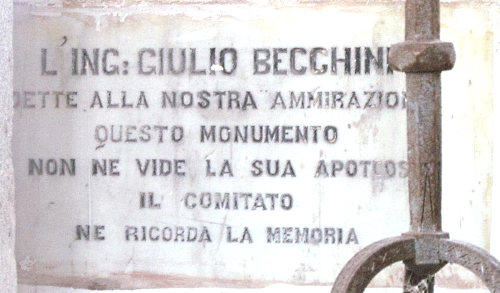 L'ING: GIULIO BECCHINI
DETTE ALLA NOSTRA AMMIRAZION
QUESTO MONUMENTO
NON NE VIDE LA SUA APOTEOS
IL COMITATO
NE RICORDA LA MEMORIA